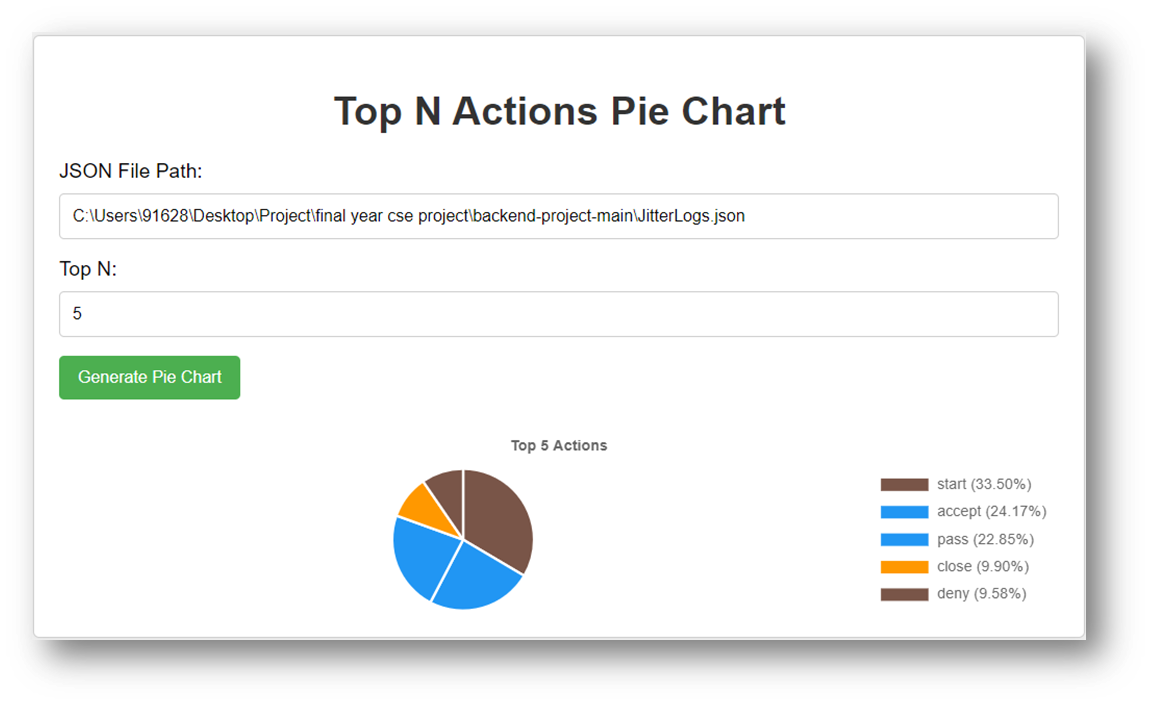 Top N Actions Pie Chart
JSON File Path:
C:\Users\91628\Desktop\Project\final year cse project\backend-project-main\JitterLogs.json
Top N:
5
Generate Pie Chart
Top 5 Actions
start (33.50%)
accept (24.17%)
pass (22.85%)
close (9.90%)
deny (9.58%)